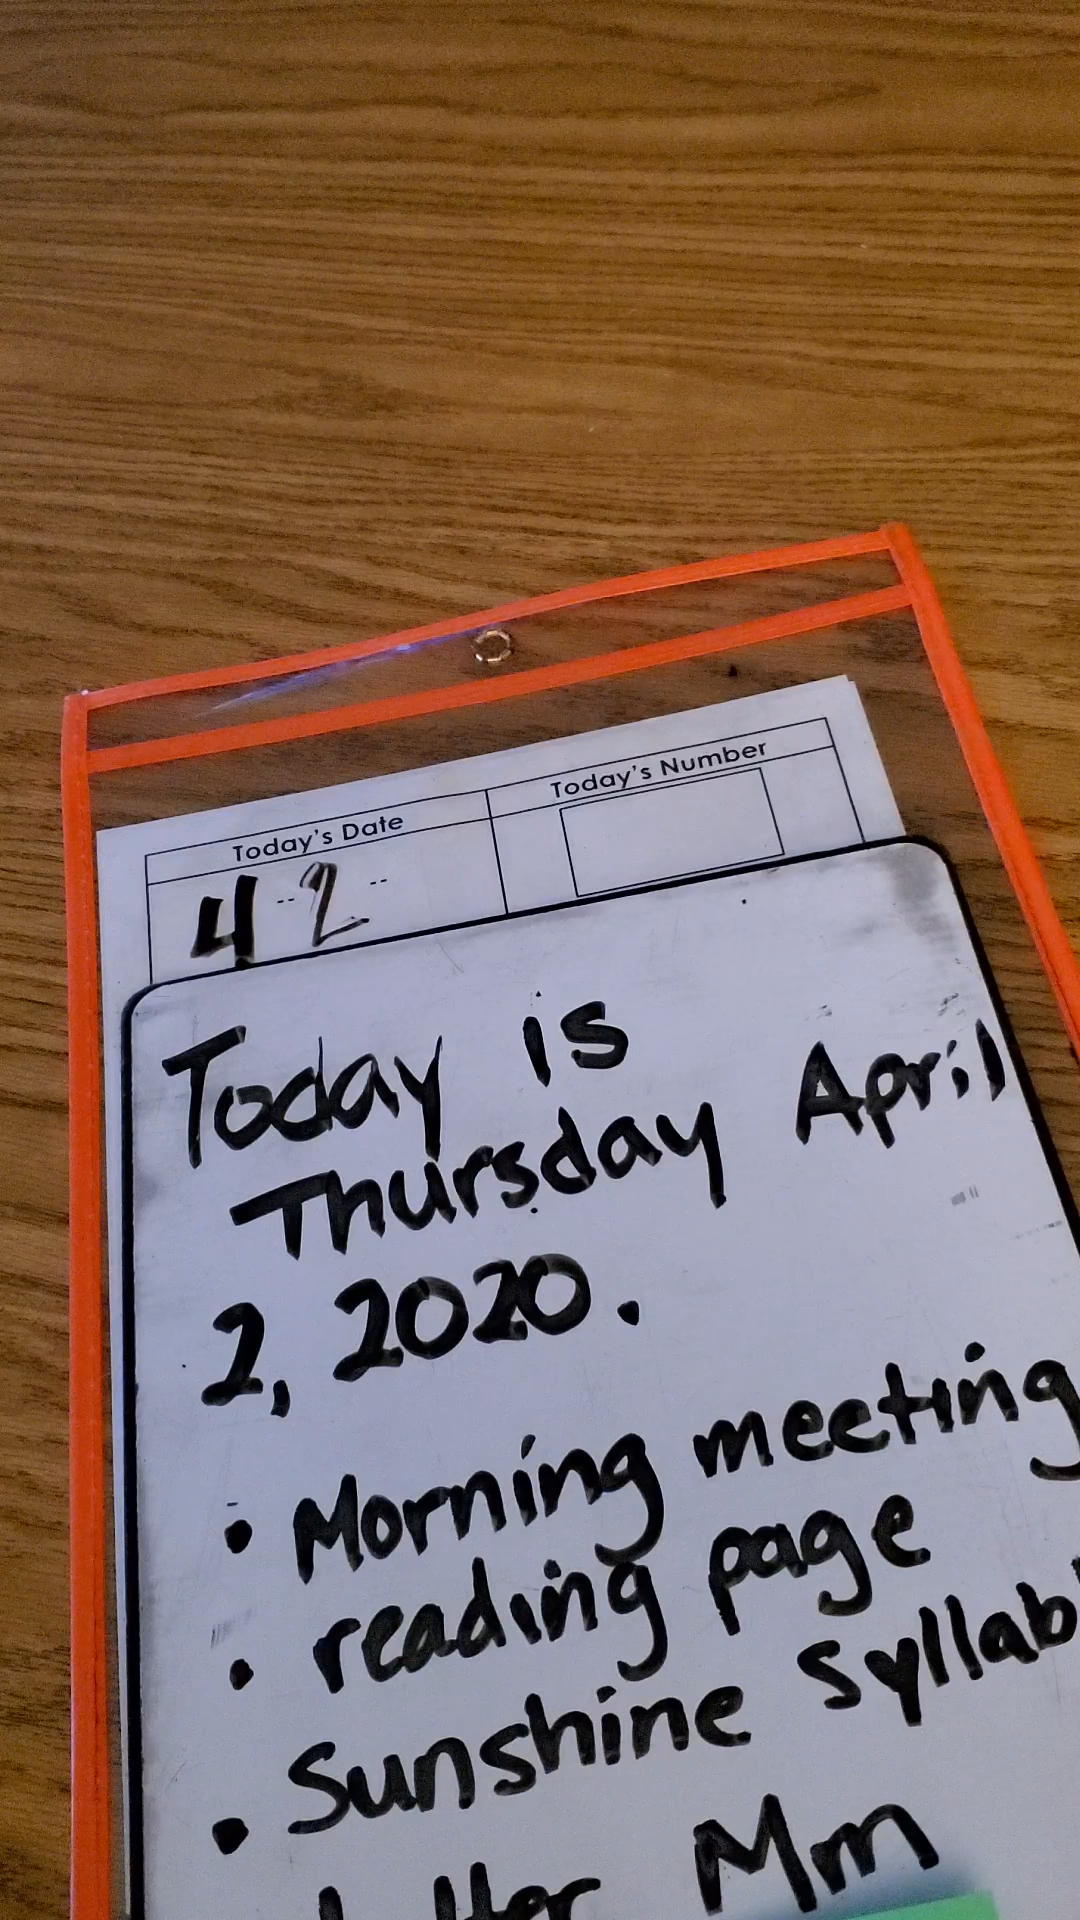 Today's Date Today's Number
4 -- 2 --
Today is
Thursday April
2, 2020.
• Morning meeting
• reading page
• Sunshine syllab
letter Mm